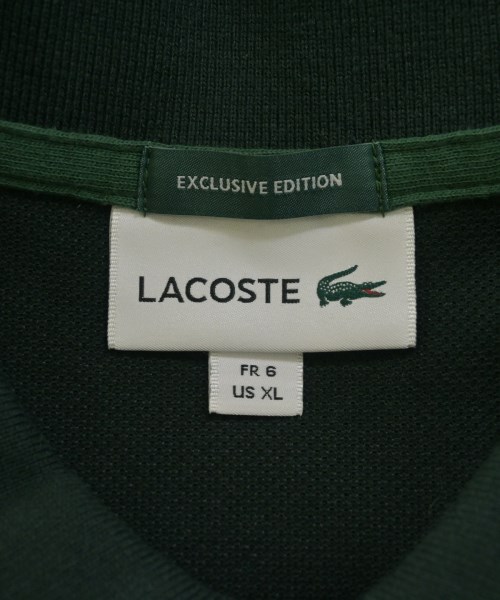 EXCLUSIVE EDITION
LACOSTE
FR 6
US XL